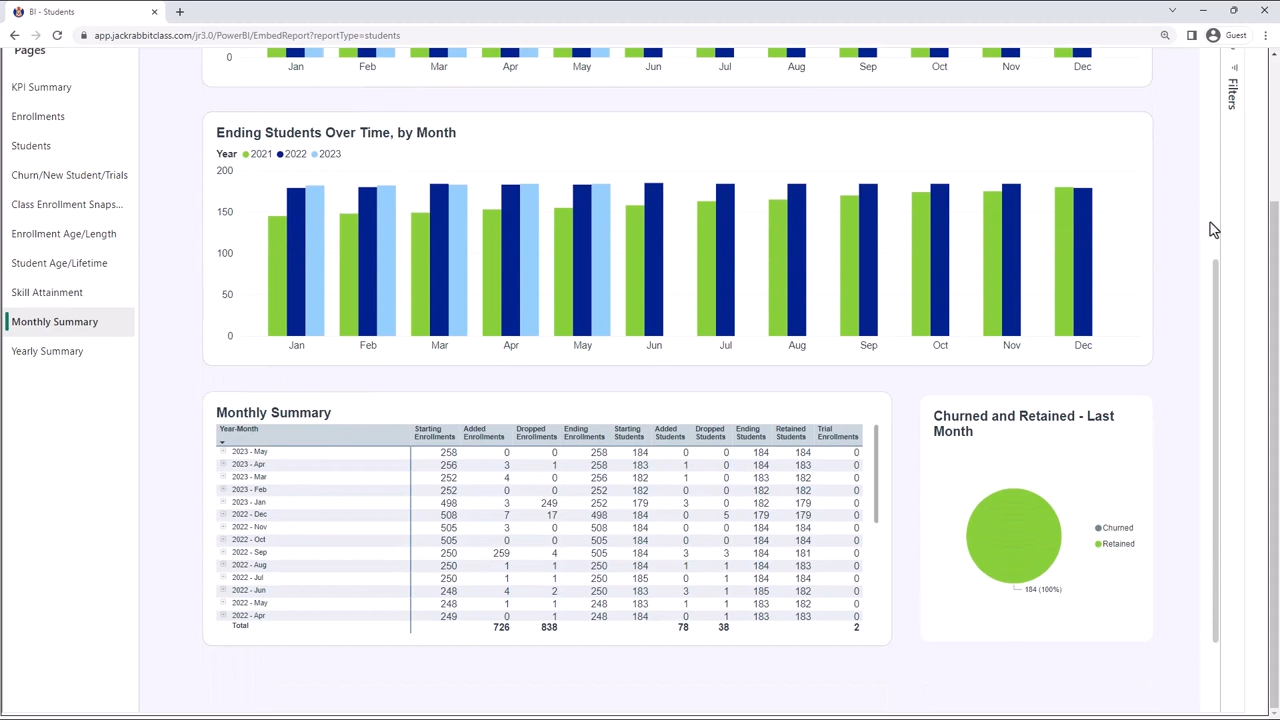 BI - Students
app.jackrabbitclass.com/jr3.0/PowerBI/EmbedReport?reportType=students
Guest
Pages
KPI Summary
Enrollments
Students
Churn/New Student/Trials
Class Enrollment Snaps...
Enrollment Age/Length
Student Age/Lifetime
Skill Attainment
Monthly Summary
Yearly Summary
0
Jan Feb Mar Apr May Jun Jul Aug Sep Oct Nov Dec
Filters
Ending Students Over Time, by Month
Year 2021 2022 2023
200
150
100
50
0
Jan Feb Mar Apr May Jun Jul Aug Sep Oct Nov Dec
Monthly Summary
Year-Month Starting Enrollments Added Enrollments Dropped Enrollments Ending Enrollments Starting Students Added Students Dropped Students Ending Students Retained Students Trial Enrollments
2023 - May 258 0 0 258 184 0 0 184 184 0
2023 - Apr 256 3 1 258 183 1 0 184 183 0
2023 - Mar 252 4 0 256 182 1 0 183 182 0
2023 - Feb 252 0 0 252 182 0 0 182 182 0
2023 - Jan 498 3 249 252 179 3 0 182 179 0
2022 - Dec 508 7 17 498 184 0 5 179 179 0
2022 - Nov 505 3 0 508 184 0 0 184 184 0
2022 - Oct 505 0 0 505 184 0 0 184 184 0
2022 - Sep 250 259 4 505 184 3 3 184 181 0
2022 - Aug 250 1 1 250 184 1 1 184 183 0
2022 - Jul 250 1 1 250 185 0 1 184 184 0
2022 - Jun 248 4 2 250 183 3 1 185 182 0
2022 - May 248 1 1 248 183 1 1 183 182 0
2022 - Apr 249 0 1 248 184 0 1 183 183 0
Total 726 838 78 38 2
Churned and Retained - Last
Month
Churned
Retained
184 (100%)